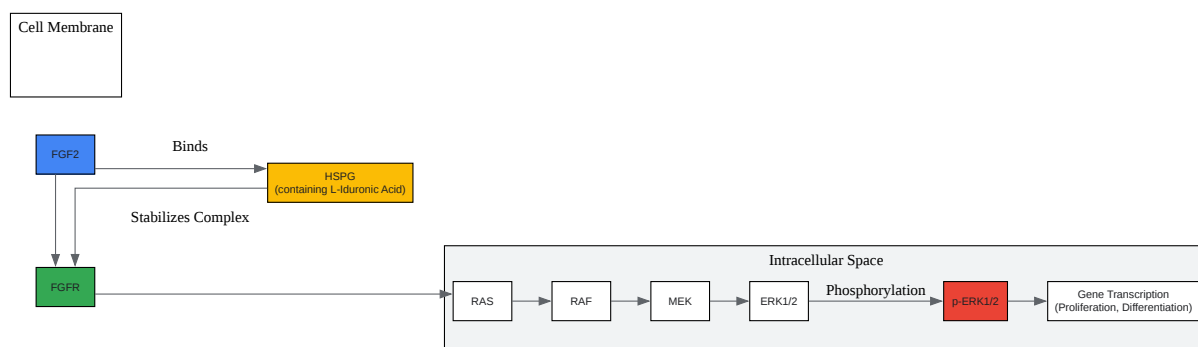 Cell Membrane
FGF2
Binds
HSPG
(containing L-Iduronic Acid)
Stabilizes Complex
FGFR
Intracellular Space
RAS
RAF
MEK
ERK1/2
Phosphorylation
p-ERK1/2
Gene Transcription
(Proliferation, Differentiation)